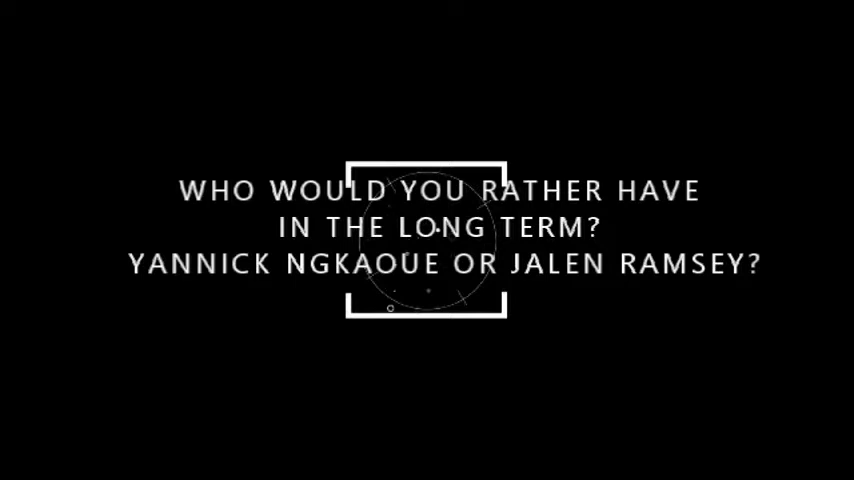 WHO WOULD YOU RATHER HAVE
IN THE LONG TERM?
YANNICK NGKAOUE OR JALEN RAMSEY?